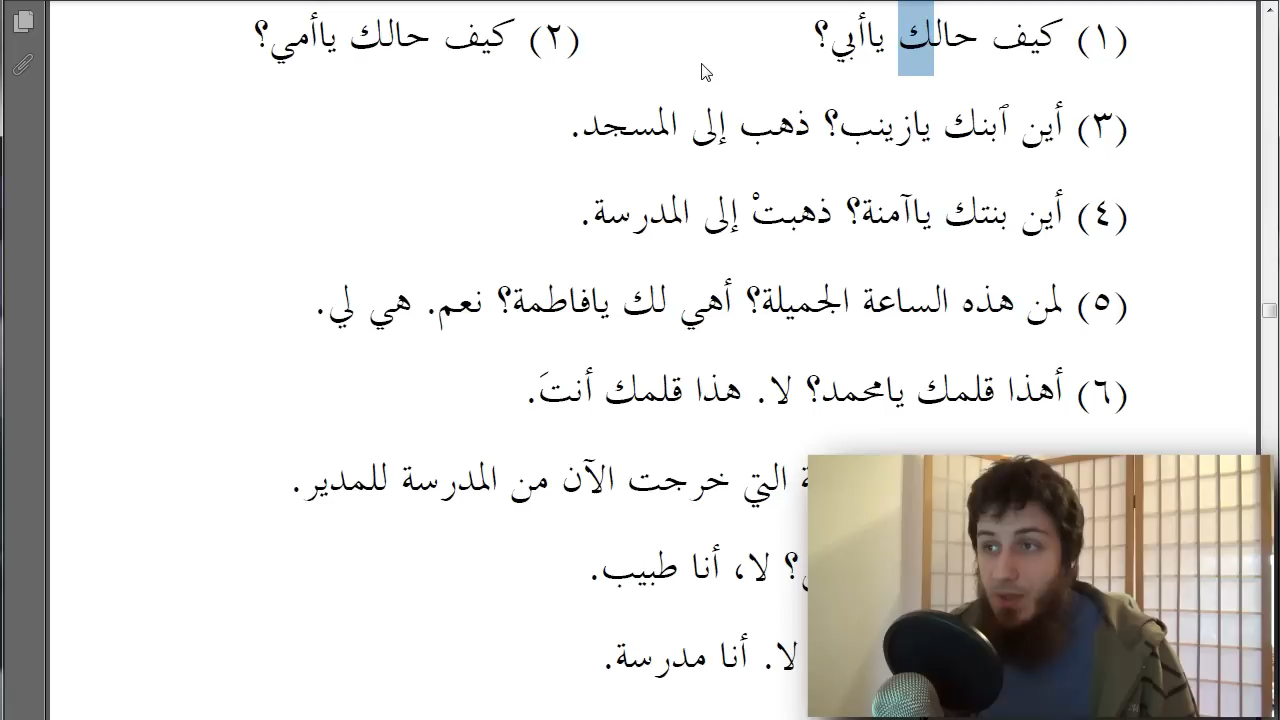 (١) كيف حالك ياأبي؟ (٢) كيف حالك ياأمي؟
(٣) أين ٱبنك يازينب؟ ذهب إلى المسجد.
(٤) أين بنتك ياآمنة؟ ذهبتْ إلى المدرسة.
(٥) لمن هذه الساعة الجميلة؟ أهي لك يافاطمة؟ نعم. هي لي.
(٦) أهذا قلمك يامحمد؟ لا. هذا قلمك أنتَ.
التي خرجت الآن من المدرسة للمدير.
؟ لا، أنا طبيب.
لا. أنا مدرسة.